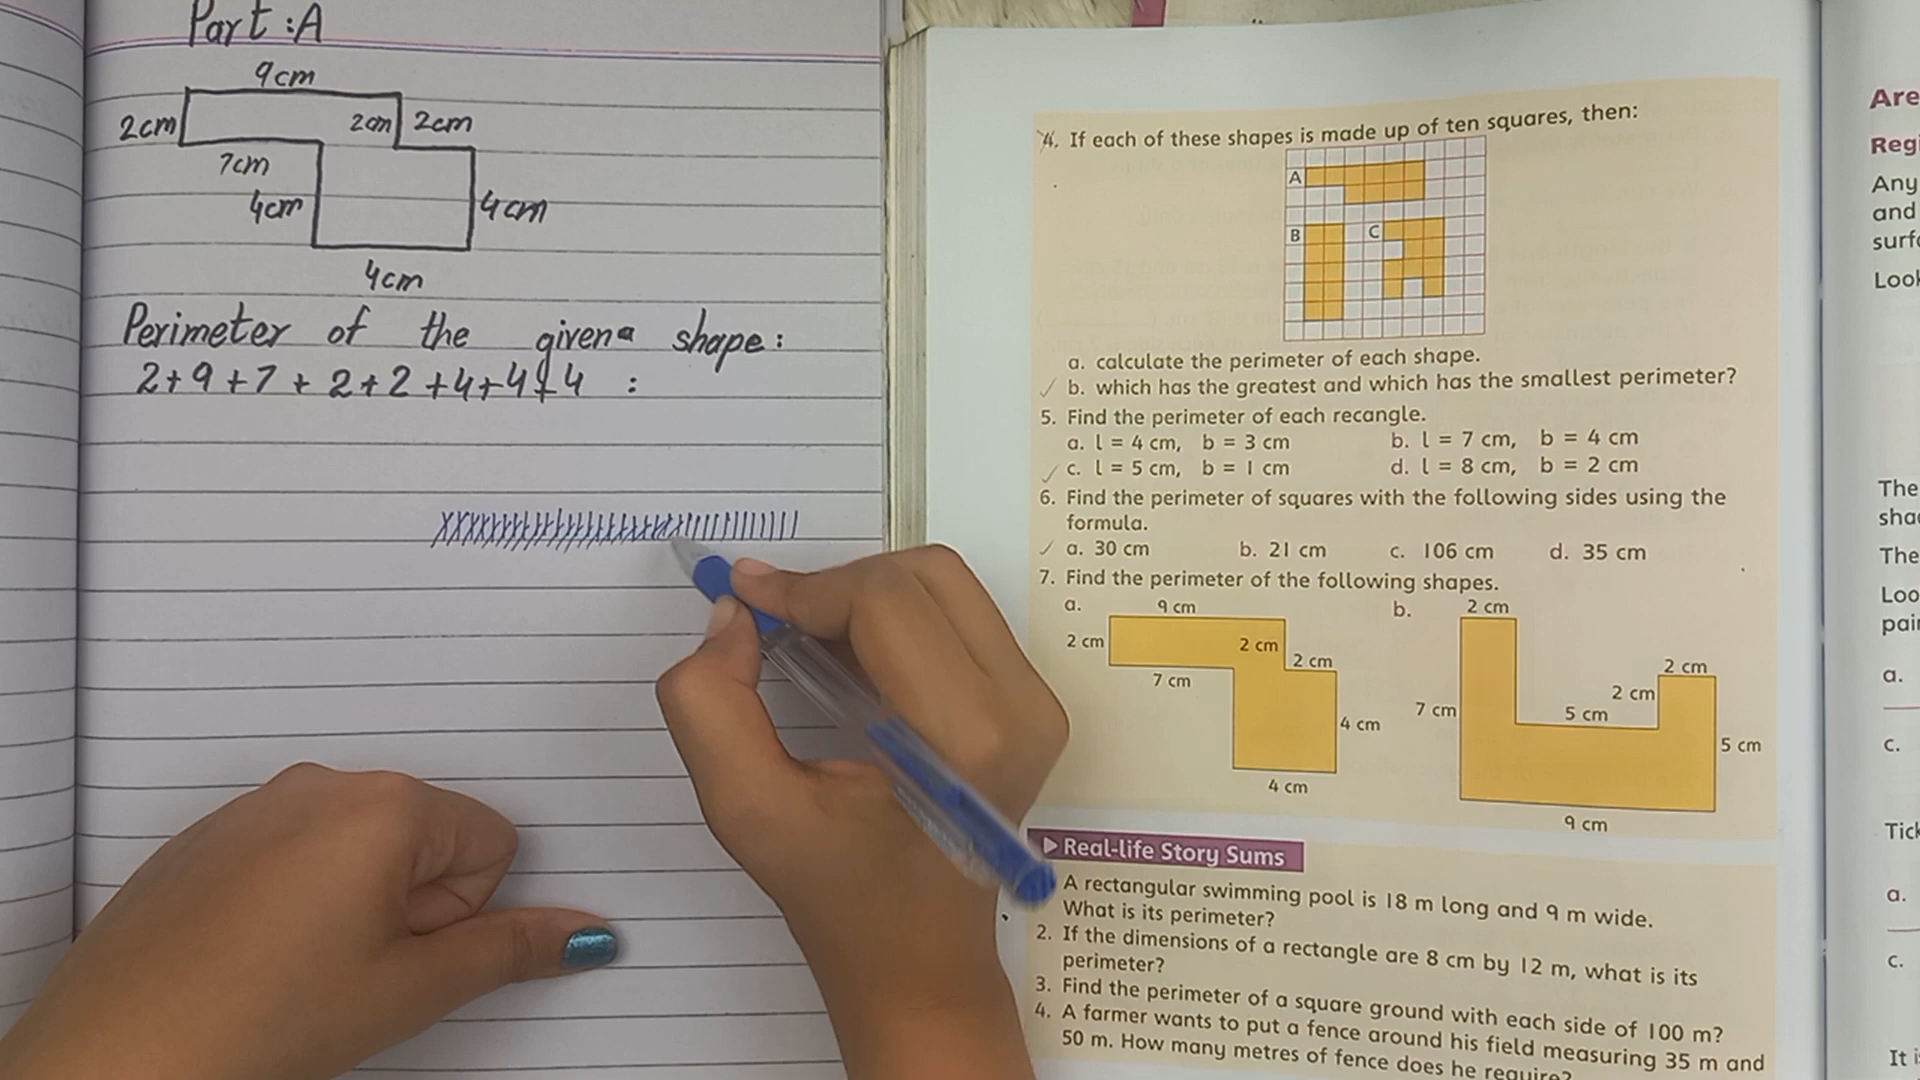 Part :A
9cm
2cm
2cm
2cm
7cm
4cm
4cm
4cm
Perimeter of the given shape:
2+9+7+2+2+4+4+4 :
4. If each of these shapes is made up of ten squares, then:
A
B
C
a. calculate the perimeter of each shape.
b. which has the greatest and which has the smallest perimeter?
5. Find the perimeter of each recangle.
a. l = 4 cm, b = 3 cm b. l = 7 cm, b = 4 cm
c. l = 5 cm, b = 1 cm d. l = 8 cm, b = 2 cm
6. Find the perimeter of squares with the following sides using the
formula.
a. 30 cm b. 21 cm c. 106 cm d. 35 cm
7. Find the perimeter of the following shapes.
a.
9 cm
2 cm
2 cm
2 cm
7 cm
4 cm
4 cm
b.
2 cm
2 cm
2 cm
5 cm
7 cm
5 cm
9 cm
Real-life Story Sums
A rectangular swimming pool is 18 m long and 9 m wide.
What is its perimeter?
2. If the dimensions of a rectangle are 8 cm by 12 m, what is its
perimeter?
3. Find the perimeter of a square ground with each side of 100 m?
4. A farmer wants to put a fence around his field measuring 35 m and
50 m. How many metres of fence does he require?
Are
Regi
Any
and
surf
Look
The
sha
The
Loo
pai
a.
c.
Tick
a.
c.
It i